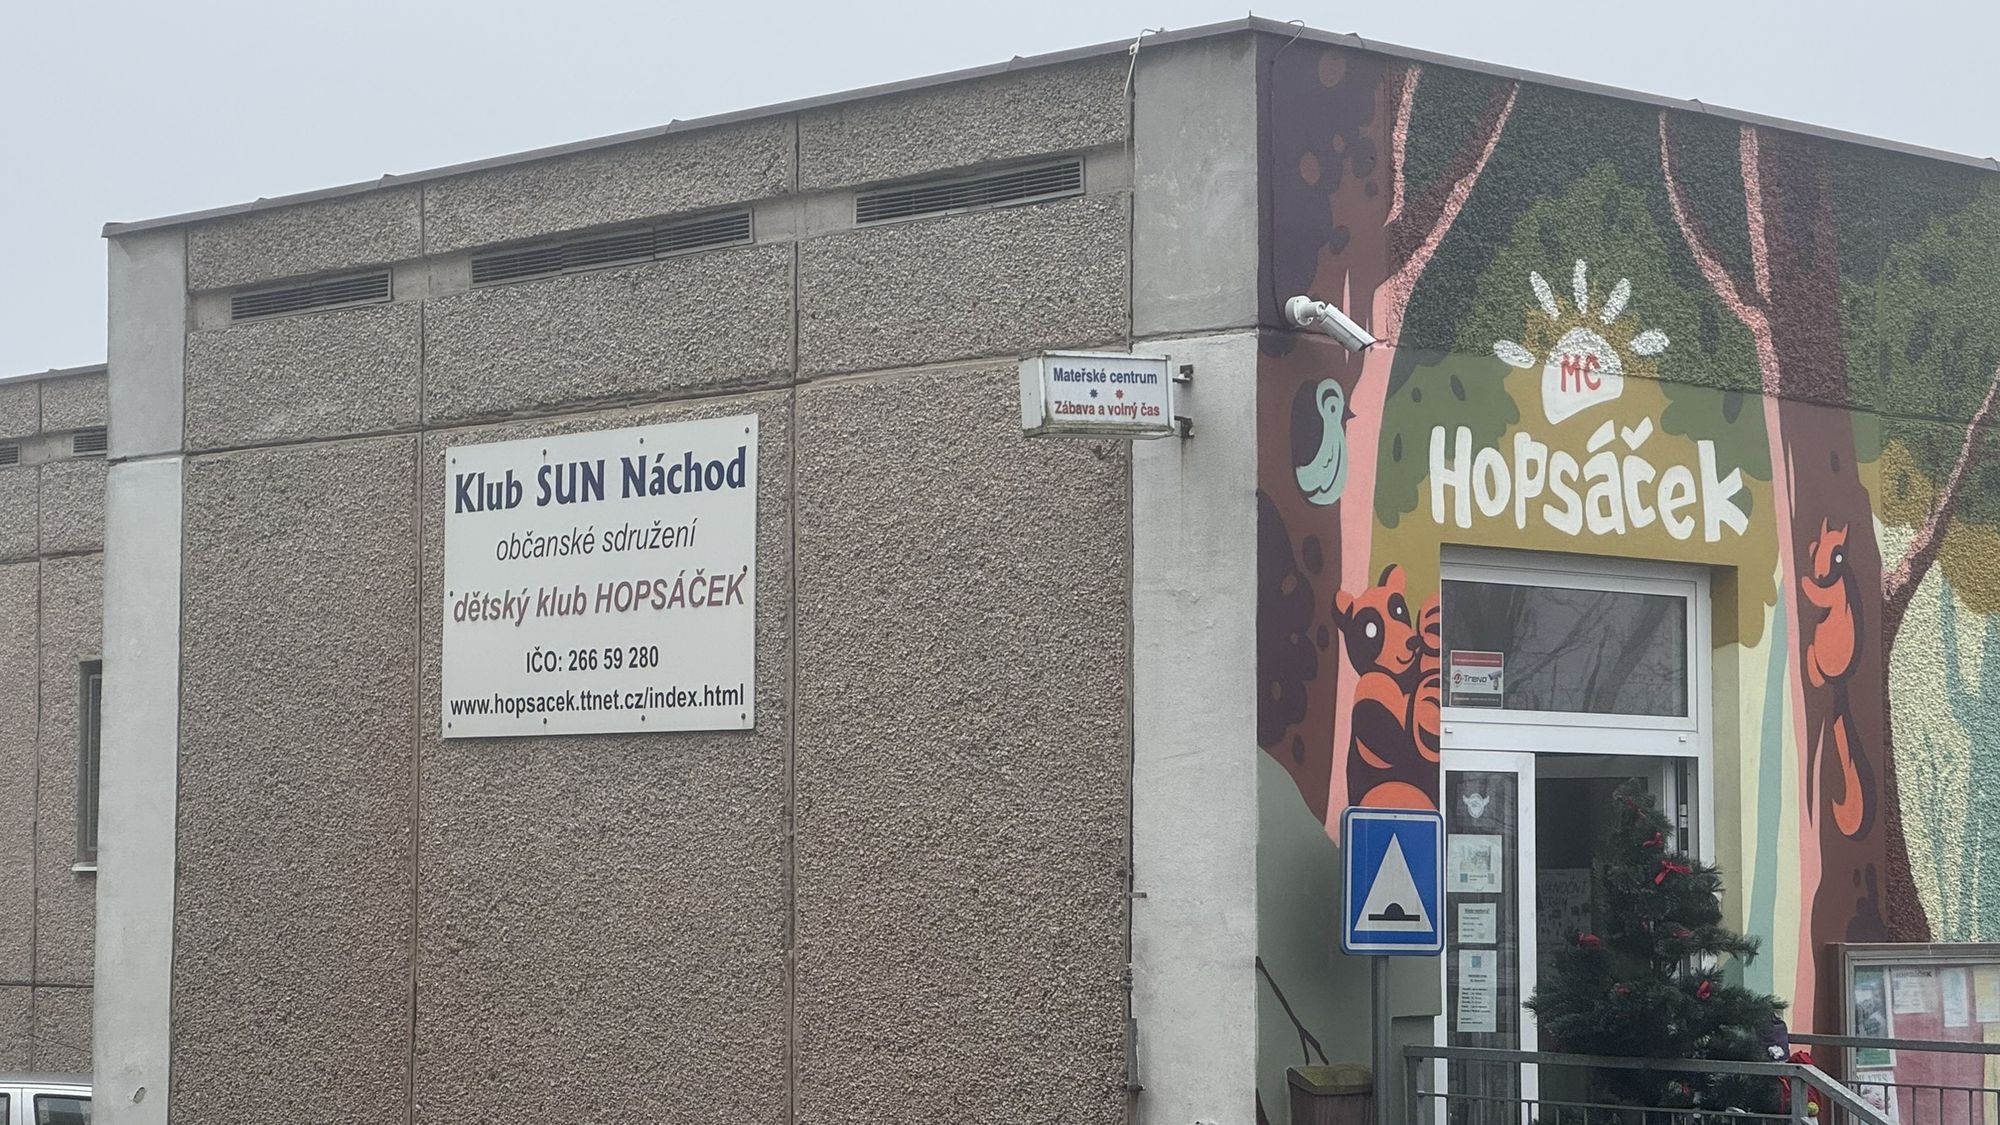 Klub SUN Náchod
občanské sdružení
dětský klub HOPSÁČEK
IČO: 266 59 280
www.hopsacek.ttnet.cz/index.html
Mateřské centrum
Zábava a volný čas
MC
Hopsáček
HOPSÁČEK